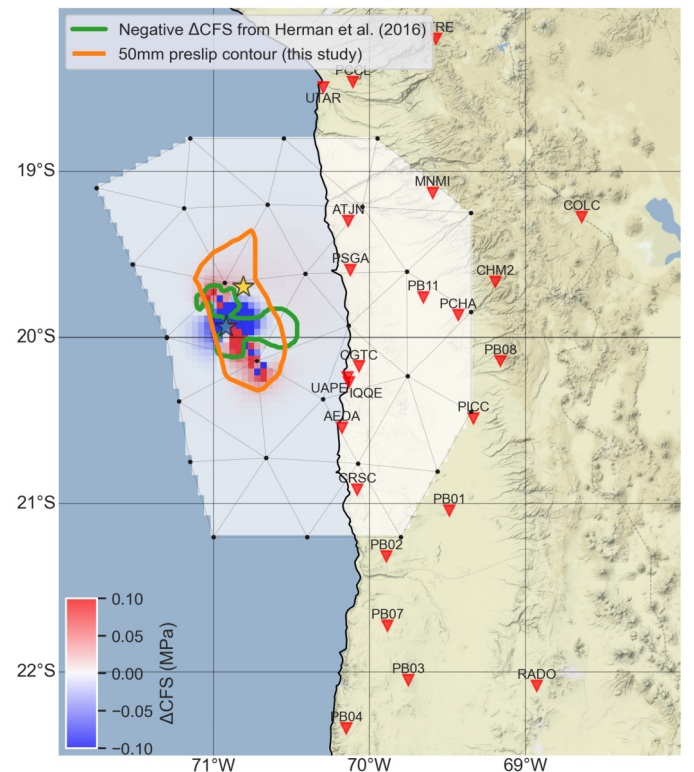 Negative ΔCFS from Herman et al. (2016)
50mm preslip contour (this study)
UTAR
19°S
MNMI
ATJN
COLC
PSGA
CHM2
PB11
PCHA
20°S
PB08
CGTC
UAPE
IQQE
PICC
AEDA
CRSC
21°S
PB01
PB02
0.10
0.05
0.00
−0.05
−0.10
ΔCFS (MPa)
PB07
22°S
PB03
RADO
PB04
71°W
70°W
69°W